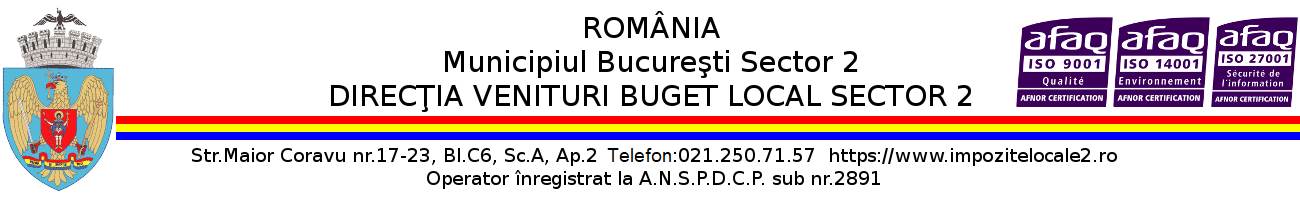 ROMÂNIA
Municipiul Bucureşti Sector 2
DIRECŢIA VENITURI BUGET LOCAL SECTOR 2
afaq
ISO 9001
Qualité
AFNOR CERTIFICATION
afaq
ISO 14001
Environnement
AFNOR CERTIFICATION
afaq
ISO 27001
Sécurité de
l'information
AFNOR CERTIFICATION
Str.Maior Coravu nr.17-23, Bl.C6, Sc.A, Ap.2 Telefon:021.250.71.57 https://www.impozitelocale2.ro
Operator înregistrat la A.N.S.P.D.C.P. sub nr.2891